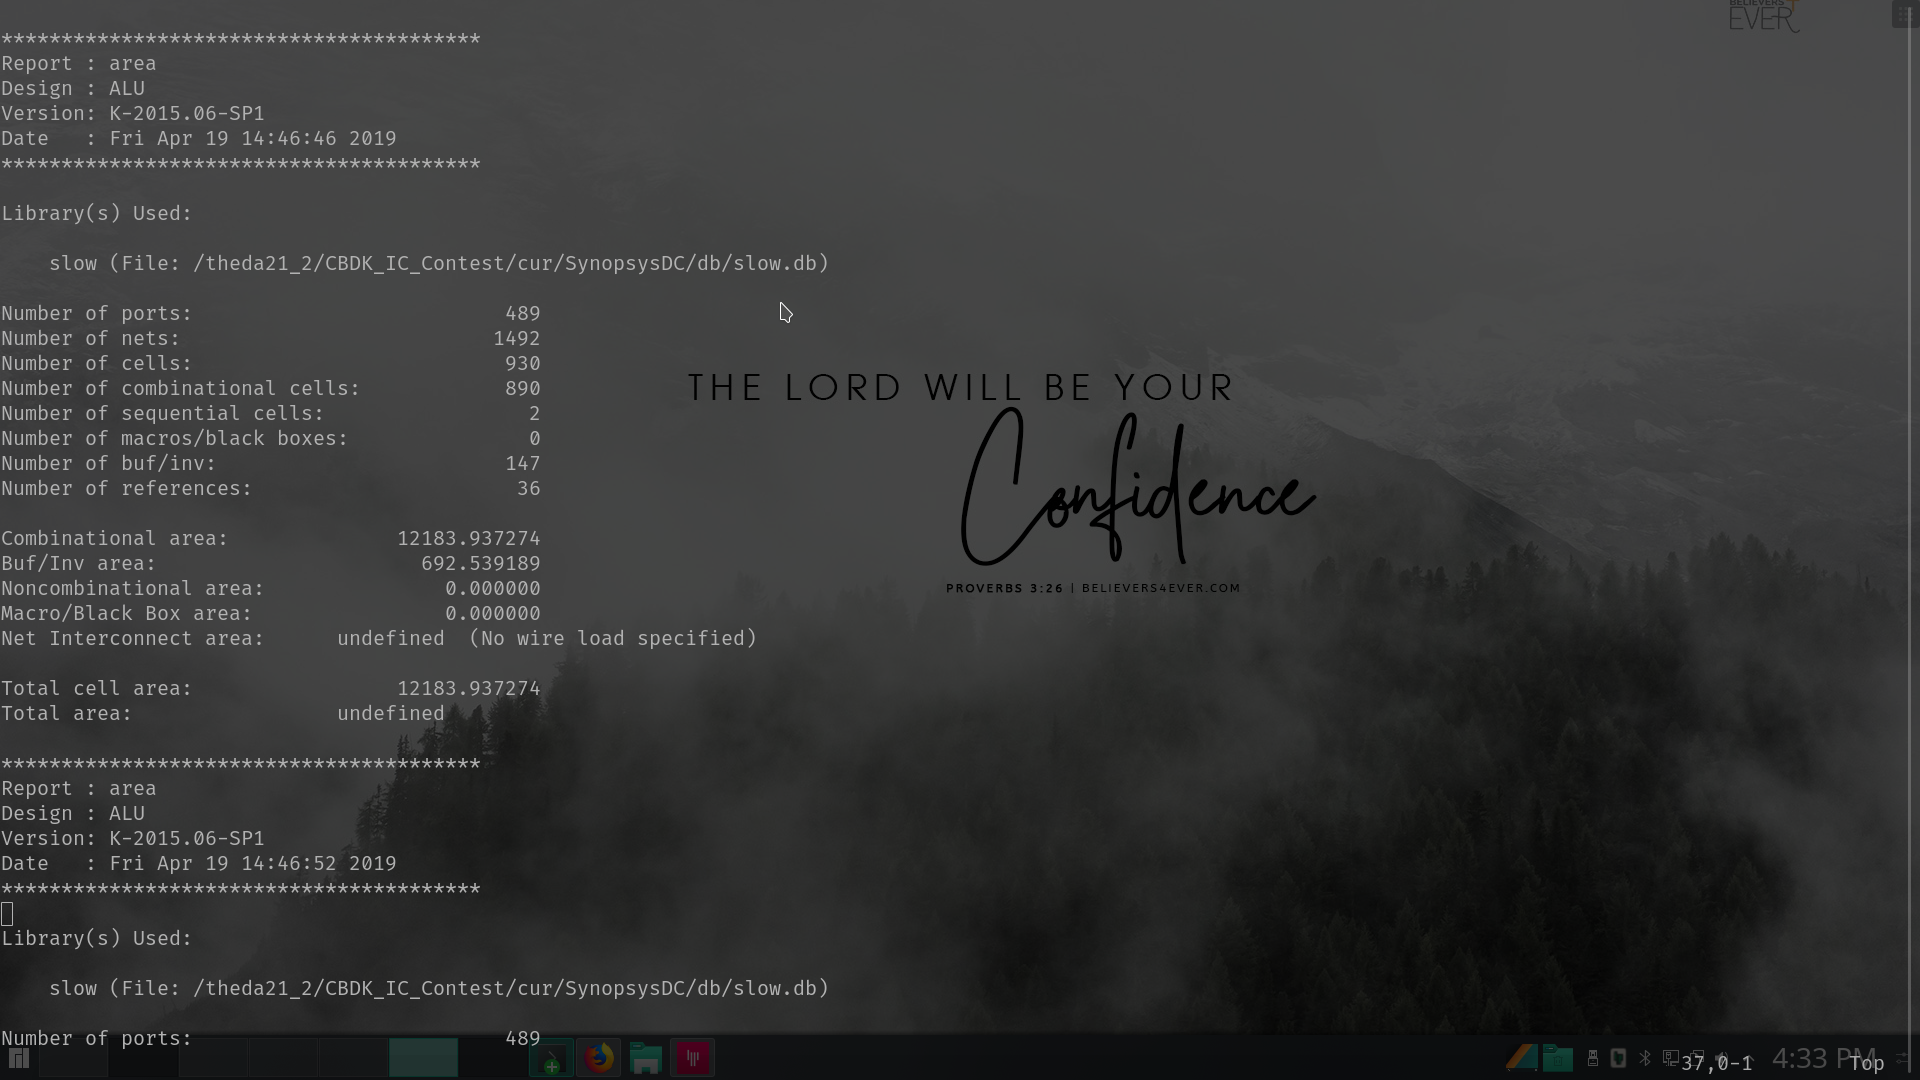 BELIEVERS
EVER
****************************************
Report : area
Design : ALU
Version: K-2015.06-SP1
Date   : Fri Apr 19 14:46:46 2019
****************************************
Library(s) Used:
    slow (File: /theda21_2/CBDK_IC_Contest/cur/SynopsysDC/db/slow.db)
Number of ports:                          489
Number of nets:                          1492
Number of cells:                          930
Number of combinational cells:            890
Number of sequential cells:                 2
Number of macros/black boxes:               0
Number of buf/inv:                        147
Number of references:                      36
Combinational area:              12183.937274
Buf/Inv area:                      692.539189
Noncombinational area:               0.000000
Macro/Black Box area:                0.000000
Net Interconnect area:      undefined  (No wire load specified)
Total cell area:                 12183.937274
Total area:                 undefined
****************************************
Report : area
Design : ALU
Version: K-2015.06-SP1
Date   : Fri Apr 19 14:46:52 2019
****************************************
Library(s) Used:
    slow (File: /theda21_2/CBDK_IC_Contest/cur/SynopsysDC/db/slow.db)
Number of ports:                          489
THE LORD WILL BE YOUR
Confidence
PROVERBS 3:26 | BELIEVERS4EVER.COM
37,0-1
Top
4:33 PM